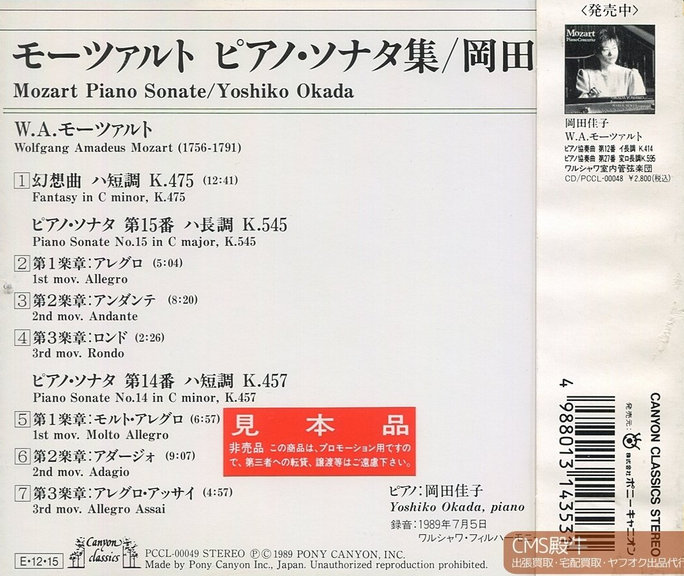 モーツァルト ピアノ・ソナタ集/岡田
Mozart Piano Sonate/Yoshiko Okada
W.A.モーツァルト
Wolfgang Amadeus Mozart (1756-1791)
1 幻想曲 ハ短調 K.475 (12:41)
Fantasy in C minor, K.475
ピアノ・ソナタ 第15番 ハ長調 K.545
Piano Sonate No.15 in C major, K.545
2 第1楽章:アレグロ (5:04)
1st mov. Allegro
3 第2楽章:アンダンテ (8:20)
2nd mov. Andante
4 第3楽章:ロンド (2:26)
3rd mov. Rondo
ピアノ・ソナタ 第14番 ハ短調 K.457
Piano Sonate No.14 in C minor, K.457
5 第1楽章:モルト・アレグロ (6:57)
1st mov. Molto Allegro
6 第2楽章:アダージォ (9:07)
2nd mov. Adagio
7 第3楽章:アレグロ・アッサイ (4:57)
3rd mov. Allegro Assai
見本品
非売品 この商品は、プロモーション用ですの
で、第三者への転貸、譲渡等はご遠慮下さい。
ピアノ:岡田佳子
Yoshiko Okada, piano
録音:1989年7月5日
ワルシャワ・フィルハーモニ
E・12・15
Canyon classics
PCCL-00049 STEREO ⓅⒸ1989 PONY CANYON, INC.
Made by Pony Canyon Inc., Japan. Unauthorized reproduction prohibited.
〈発売中〉
Mozart
Piano Concerto
岡田佳子
W.A.モーツァルト
ピアノ協奏曲 第12番 イ長調 K.414
ピアノ協奏曲 第27番 変ロ長調K.595
ワルシャワ室内管弦楽団
CD/PCCL-00048 ¥2,800(税込)
CANYON CLASSICS STEREO
発売元:株式会社ポニーキャニオン
4 988013 143534
CMS殿牛
出張買取・宅配買取・ヤフオク出品代行